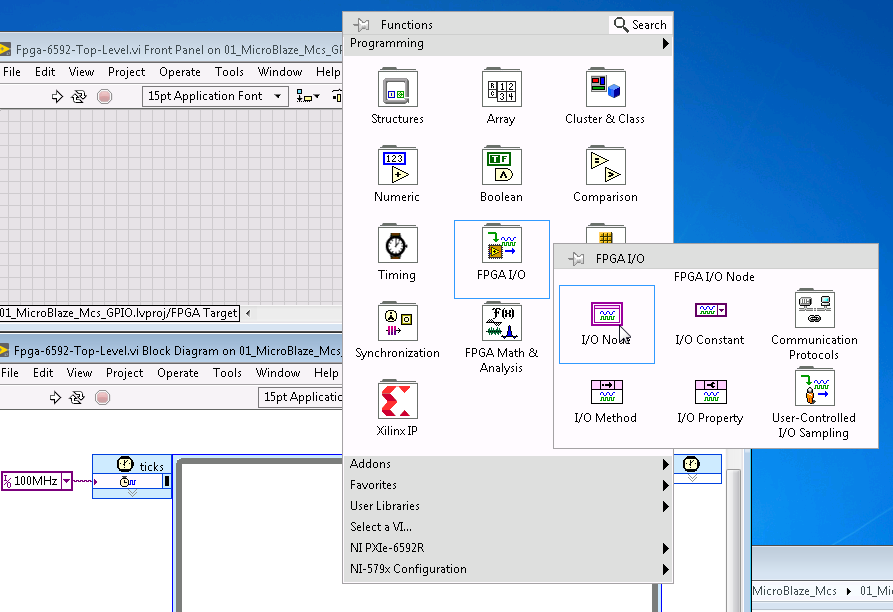 Functions
Search
Programming
Fpga-6592-Top-Level.vi Front Panel on 01_MicroBlaze_Mcs_GP
File Edit View Project Operate Tools Window Help
15pt Application Font
Structures
Array
Cluster & Class
Numeric
Boolean
Comparison
Timing
FPGA I/O
Synchronization
FPGA Math &
Analysis
Xilinx IP
FPGA I/O
FPGA I/O Node
I/O Node
I/O Constant
Communication
Protocols
I/O Method
I/O Property
User-Controlled
I/O Sampling
01_MicroBlaze_Mcs_GPIO.lvproj/FPGA Target
Fpga-6592-Top-Level.vi Block Diagram on 01_MicroBlaze_Mcs_
File Edit View Project Operate Tools Window Help
15pt Applicatio
100MHz
ticks
Addons
Favorites
User Libraries
Select a VI...
NI PXIe-6592R
NI-579x Configuration
MicroBlaze_Mcs
01_Mi